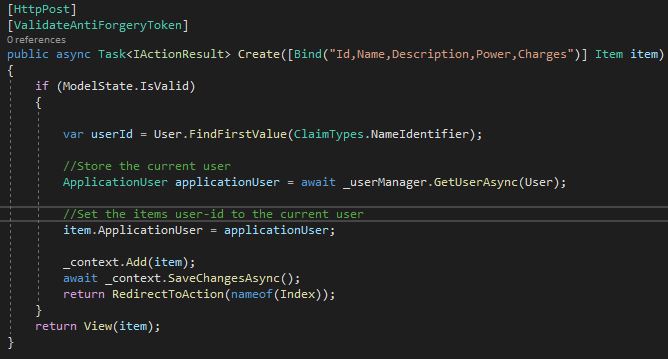 [HttpPost]
[ValidateAntiForgeryToken]
0 references
public async Task<IActionResult> Create([Bind("Id,Name,Description,Power,Charges")] Item item)
{
if (ModelState.IsValid)
{
var userId = User.FindFirstValue(ClaimTypes.NameIdentifier);
//Store the current user
ApplicationUser applicationUser = await _userManager.GetUserAsync(User);
//Set the items user-id to the current user
item.ApplicationUser = applicationUser;
_context.Add(item);
await _context.SaveChangesAsync();
return RedirectToAction(nameof(Index));
}
return View(item);
}